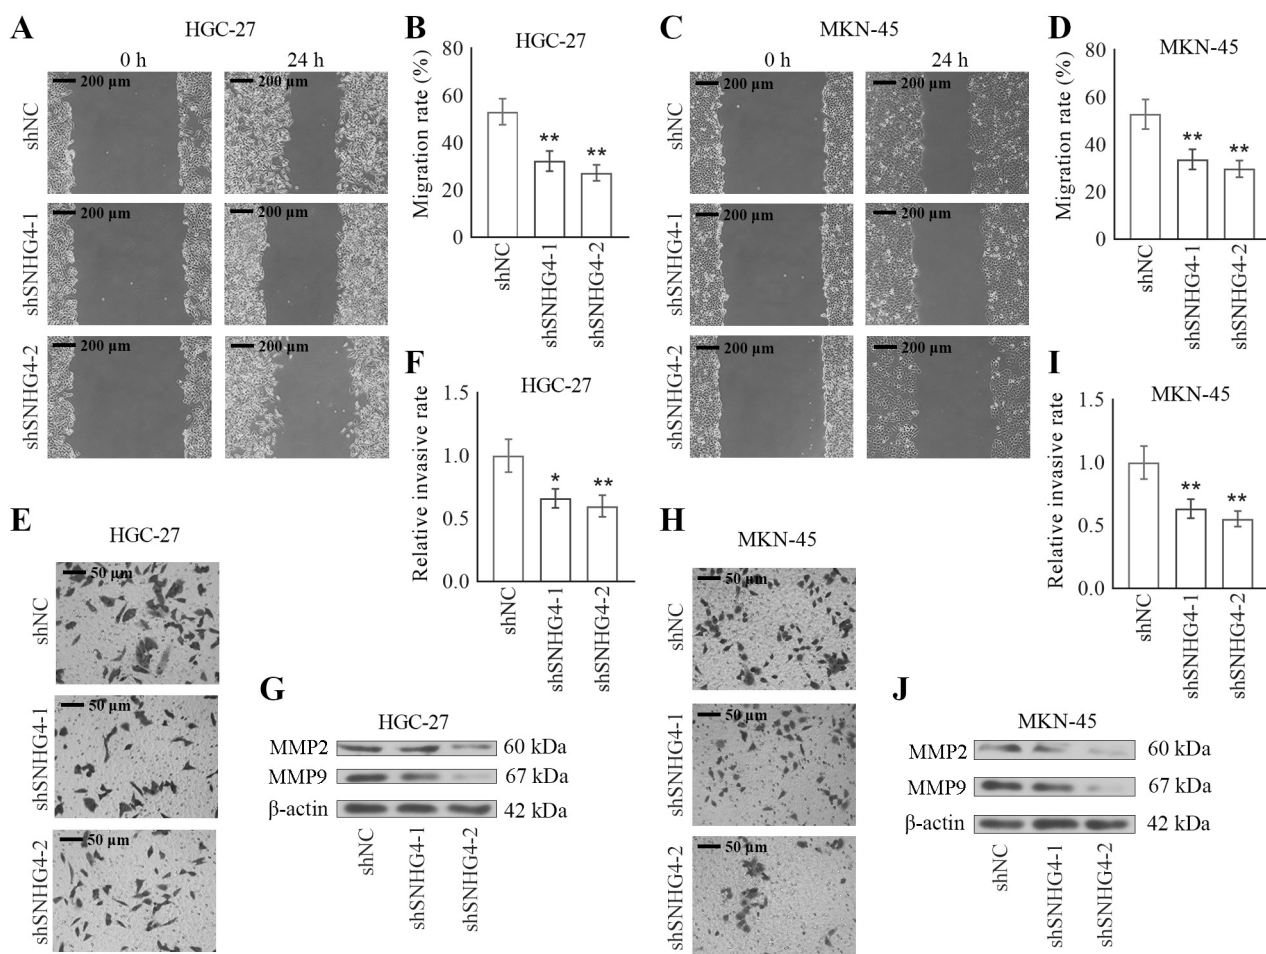 A
HGC-27
0 h
24 h
shNC
200 µm
200 µm
shSNHG4-1
200 µm
200 µm
shSNHG4-2
200 µm
200 µm
B
HGC-27
Migration rate (%)
80
60
40
20
0
**
**
shNC
shSNHG4-1
shSNHG4-2
C
MKN-45
0 h
24 h
shNC
200 µm
200 µm
shSNHG4-1
200 µm
200 µm
shSNHG4-2
200 µm
200 µm
D
MKN-45
Migration rate (%)
80
60
40
20
0
**
**
shNC
shSNHG4-1
shSNHG4-2
E
HGC-27
shNC
50 µm
shSNHG4-1
50 µm
shSNHG4-2
50 µm
F
HGC-27
Relative invasive rate
1.5
1.0
0.5
0.0
*
**
shNC
shSNHG4-1
shSNHG4-2
G
HGC-27
MMP2 60 kDa
MMP9 67 kDa
β-actin 42 kDa
shNC
shSNHG4-1
shSNHG4-2
H
MKN-45
shNC
50 µm
shSNHG4-1
50 µm
shSNHG4-2
50 µm
I
MKN-45
Relative invasive rate
1.5
1.0
0.5
0.0
**
**
shNC
shSNHG4-1
shSNHG4-2
J
MKN-45
MMP2 60 kDa
MMP9 67 kDa
β-actin 42 kDa
shNC
shSNHG4-1
shSNHG4-2